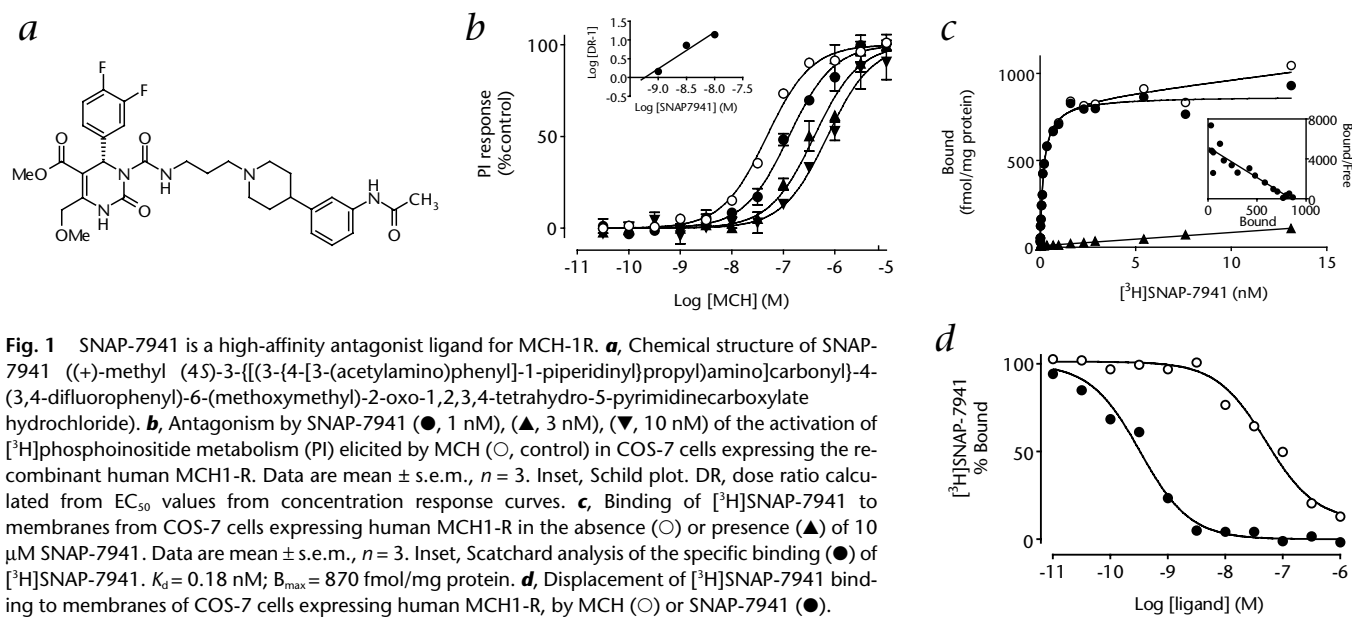 a
F
F
O
MeO
N
O
N
H
N
N
H
O
OMe
H
N
CH3
O
b
PI response
(%control)
100
50
0
-11 -10 -9 -8 -7 -6 -5
Log [MCH] (M)
Log [DR-1]
1.5
1.0
0.5
0.0
-0.5
-9.0 -8.5 -8.0 -7.5
Log [SNAP7941] (M)
c
Bound
(fmol/mg protein)
1000
500
0
0 5 10 15
[³H]SNAP-7941 (nM)
8000
4000
0
Bound/Free
0 500 1000
Bound
Fig. 1 SNAP-7941 is a high-affinity antagonist ligand for MCH-1R. a, Chemical structure of SNAP-
7941 ((+)-methyl (4S)-3-{[(3-{4-[3-(acetylamino)phenyl]-1-piperidinyl}propyl)amino]carbonyl}-4-
(3,4-difluorophenyl)-6-(methoxymethyl)-2-oxo-1,2,3,4-tetrahydro-5-pyrimidinecarboxylate
hydrochloride). b, Antagonism by SNAP-7941 (●, 1 nM), (▲, 3 nM), (▼, 10 nM) of the activation of
[³H]phosphoinositide metabolism (PI) elicited by MCH (○, control) in COS-7 cells expressing the re-
combinant human MCH1-R. Data are mean ± s.e.m., n = 3. Inset, Schild plot. DR, dose ratio calcu-
lated from EC₅₀ values from concentration response curves. c, Binding of [³H]SNAP-7941 to
membranes from COS-7 cells expressing human MCH1-R in the absence (○) or presence (▲) of 10
μM SNAP-7941. Data are mean ± s.e.m., n = 3. Inset, Scatchard analysis of the specific binding (●) of
[³H]SNAP-7941. Kd = 0.18 nM; Bmax = 870 fmol/mg protein. d, Displacement of [³H]SNAP-7941 bind-
ing to membranes of COS-7 cells expressing human MCH1-R, by MCH (○) or SNAP-7941 (●).
d
[³H]SNAP-7941
% Bound
100
50
0
-11 -10 -9 -8 -7 -6
Log [ligand] (M)